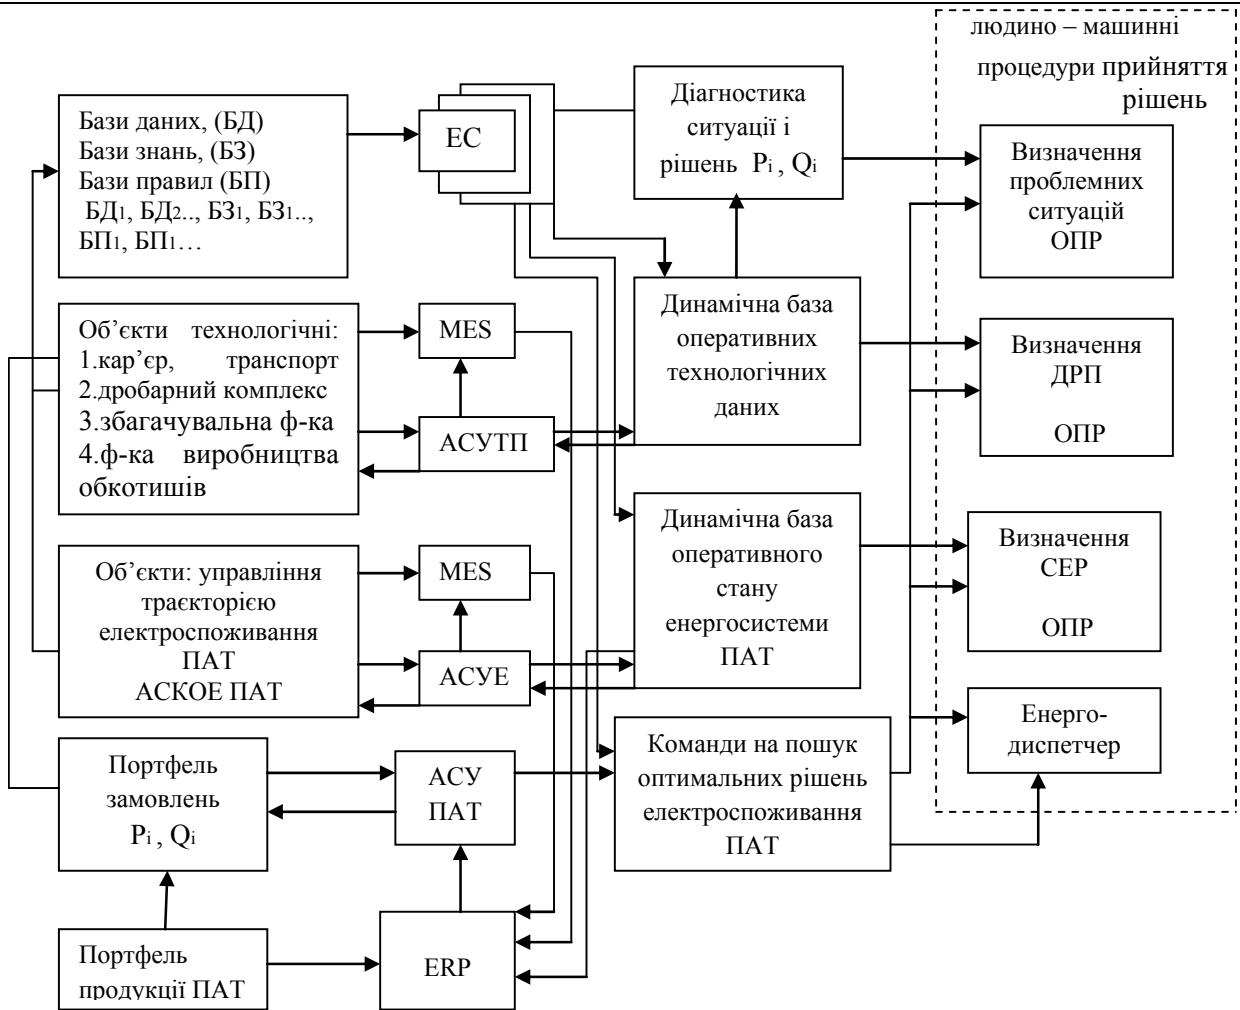 людино – машинні
процедури прийняття
рішень
Бази даних, (БД)
Бази знань, (БЗ)
Бази правил (БП)
БД1, БД2.., БЗ1, БЗ1..,
БП1, БП1…
ЕС
Діагностика
ситуації і
рішень Pi , Qi
Визначення
проблемних
ситуацій
ОПР
Об’єкти технологічні:
1.кар’єр, транспорт
2.дробарний комплекс
3.збагачувальна ф-ка
4.ф-ка виробництва
обкотишів
MES
АСУТП
Динамічна база
оперативних
технологічних
даних
Визначення
ДРП
ОПР
Об’єкти: управління
траєкторією
електроспоживання
ПАТ
АСКОЕ ПАТ
MES
АСУЕ
Динамічна база
оперативного
стану
енергосистеми
ПАТ
Визначення
СЕР
ОПР
Портфель
замовлень
Pi , Qi
АСУ
ПАТ
Команди на пошук
оптимальних рішень
електроспоживання
ПАТ
Енерго-
диспетчер
Портфель
продукції ПАТ
ERP